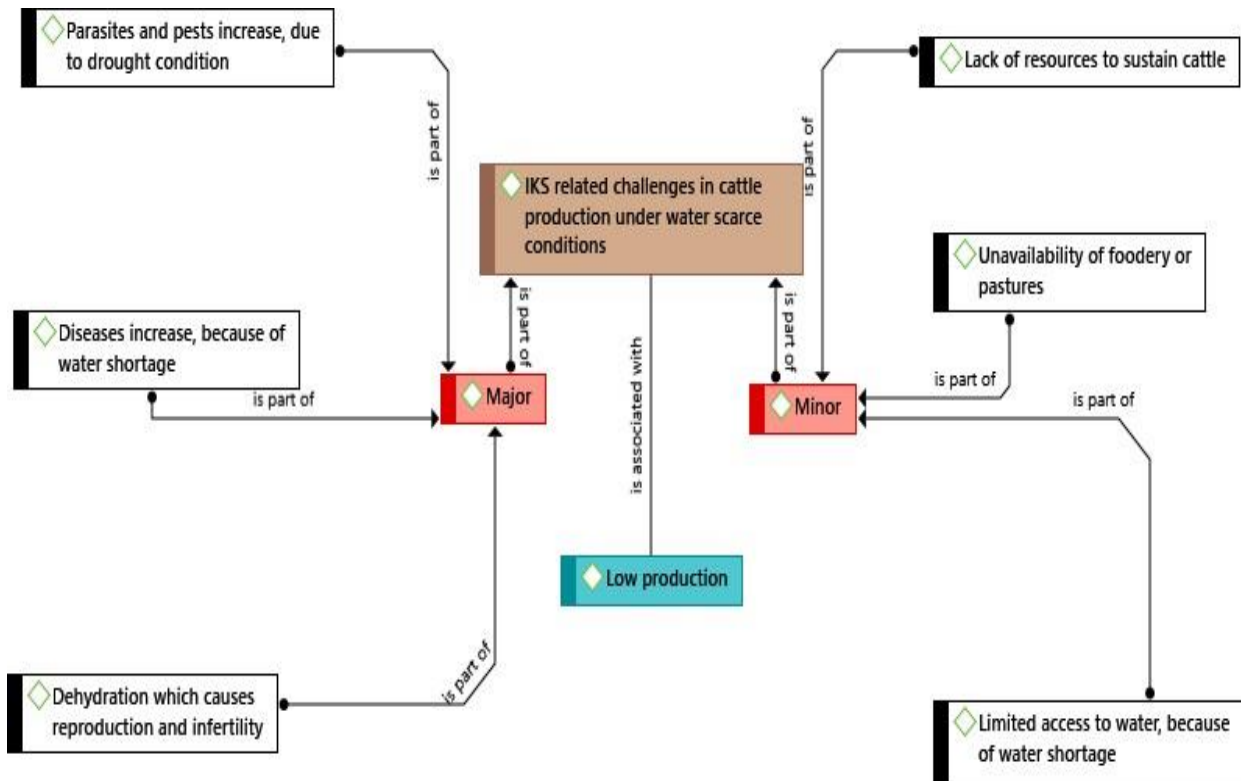 Parasites and pests increase, due
to drought condition
is part of
Lack of resources to sustain cattle
is part of
IKS related challenges in cattle
production under water scarce
conditions
Unavailability of foodery or
pastures
is part of
Diseases increase, because of
water shortage
is part of
is part of
is part of
Major
Minor
is part of
is associated with
Low production
Dehydration which causes
reproduction and infertility
is part of
Limited access to water, because
of water shortage